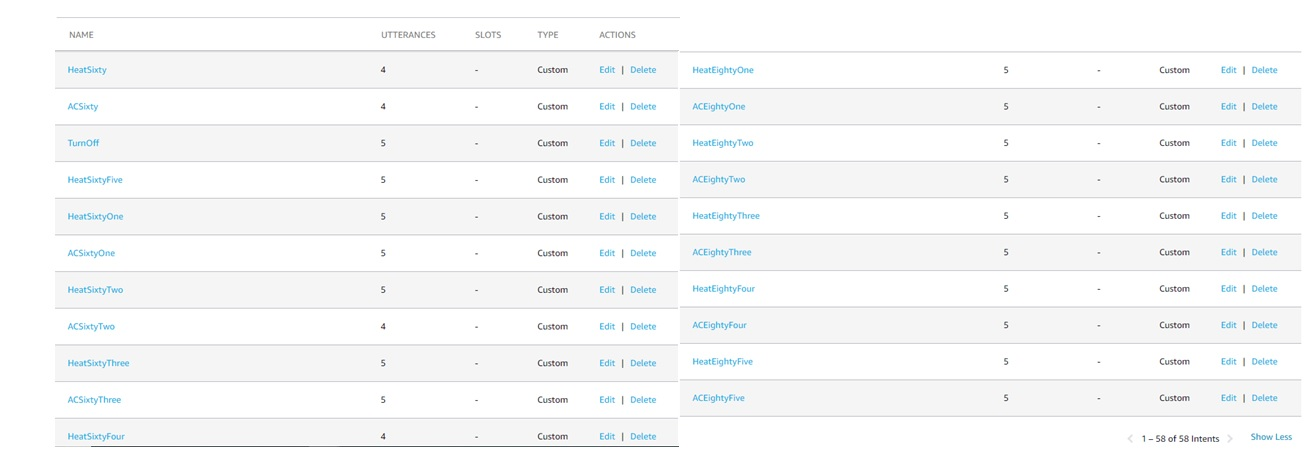 NAME UTTERANCES SLOTS TYPE ACTIONS
HeatSixty 4 - Custom Edit | Delete
ACSixty 4 - Custom Edit | Delete
TurnOff 5 - Custom Edit | Delete
HeatSixtyFive 5 - Custom Edit | Delete
HeatSixtyOne 5 - Custom Edit | Delete
ACSixtyOne 5 - Custom Edit | Delete
HeatSixtyTwo 5 - Custom Edit | Delete
ACSixtyTwo 4 - Custom Edit | Delete
HeatSixtyThree 5 - Custom Edit | Delete
ACSixtyThree 5 - Custom Edit | Delete
HeatSixtyFour 4 - Custom Edit | Delete
HeatEightyOne 5 - Custom Edit | Delete
ACEightyOne 5 - Custom Edit | Delete
HeatEightyTwo 5 - Custom Edit | Delete
ACEightyTwo 5 - Custom Edit | Delete
HeatEightyThree 5 - Custom Edit | Delete
ACEightyThree 5 - Custom Edit | Delete
HeatEightyFour 5 - Custom Edit | Delete
ACEightyFour 5 - Custom Edit | Delete
HeatEightyFive 5 - Custom Edit | Delete
ACEightyFive 5 - Custom Edit | Delete
1 – 58 of 58 Intents Show Less